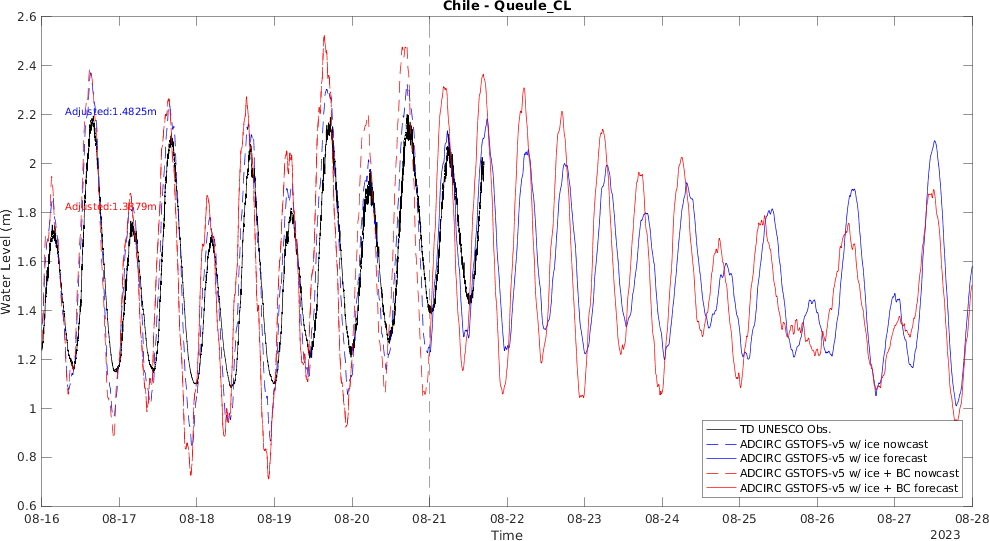 Chile - Queule_CL
2.6
2.4
2.2
2
1.8
1.6
1.4
1.2
1
0.8
0.6
Water Level (m)
Adjusted:1.4825m
Adjusted:1.3879m
TD UNESCO Obs.
ADCIRC GSTOFS-v5 w/ ice nowcast
ADCIRC GSTOFS-v5 w/ ice forecast
ADCIRC GSTOFS-v5 w/ ice + BC nowcast
ADCIRC GSTOFS-v5 w/ ice + BC forecast
08-16 08-17 08-18 08-19 08-20 08-21 08-22 08-23 08-24 08-25 08-26 08-27 08-28
Time
2023